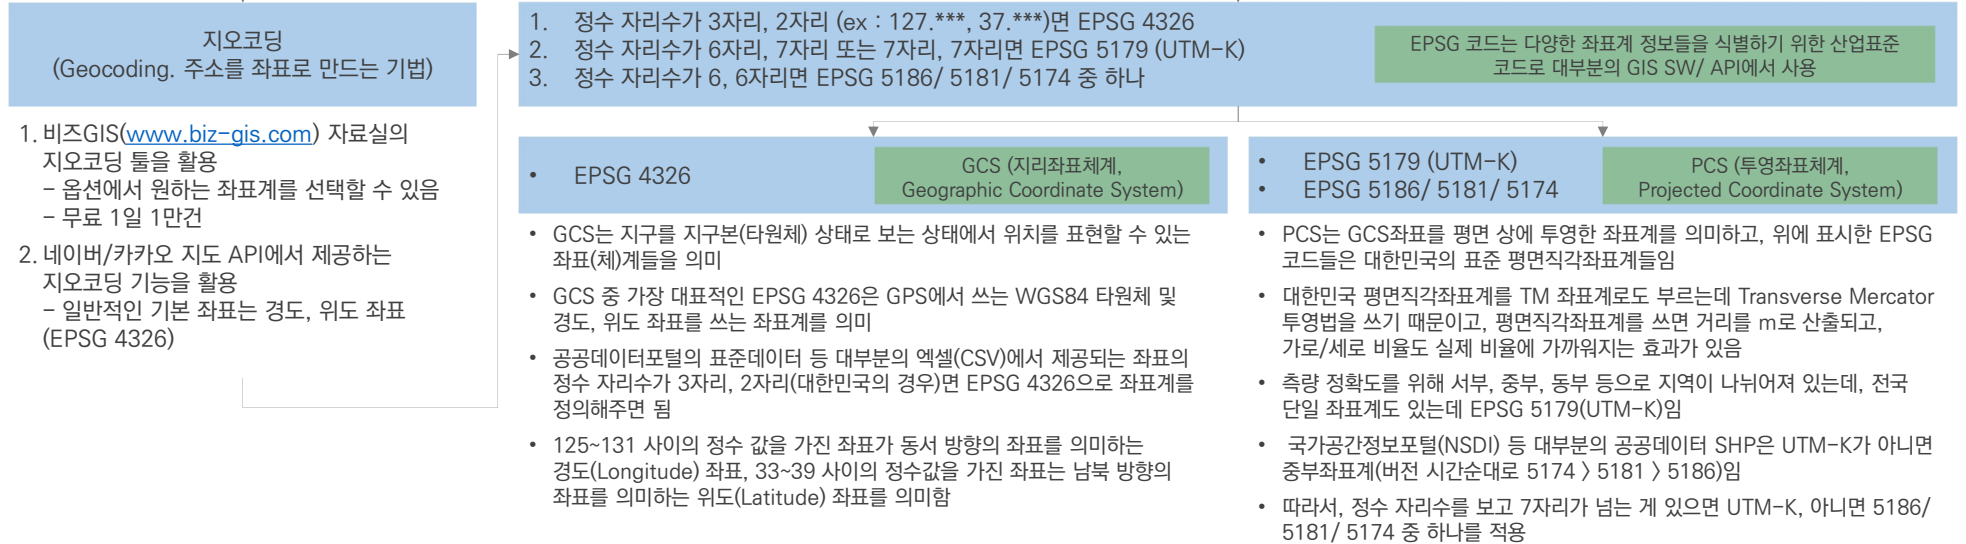 지오코딩
(Geocoding. 주소를 좌표로 만드는 기법)
1. 비즈GIS(www.biz-gis.com) 자료실의
지오코딩 툴을 활용
- 옵션에서 원하는 좌표계를 선택할 수 있음
- 무료 1일 1만건
2. 네이버/카카오 지도 API에서 제공하는
지오코딩 기능을 활용
- 일반적인 기본 좌표는 경도, 위도 좌표
(EPSG 4326)
1. 정수 자리수가 3자리, 2자리 (ex : 127.***, 37.***)면 EPSG 4326
2. 정수 자리수가 6자리, 7자리 또는 7자리, 7자리면 EPSG 5179 (UTM-K)
3. 정수 자리수가 6, 6자리면 EPSG 5186/ 5181/ 5174 중 하나
EPSG 코드는 다양한 좌표계 정보들을 식별하기 위한 산업표준
코드로 대부분의 GIS SW/ API에서 사용
• EPSG 4326
GCS (지리좌표체계,
Geographic Coordinate System)
• GCS는 지구를 지구본(타원체) 상태로 보는 상태에서 위치를 표현할 수 있는
좌표(체)계들을 의미
• GCS 중 가장 대표적인 EPSG 4326은 GPS에서 쓰는 WGS84 타원체 및
경도, 위도 좌표를 쓰는 좌표계를 의미
• 공공데이터포털의 표준데이터 등 대부분의 엑셀(CSV)에서 제공되는 좌표의
정수 자리수가 3자리, 2자리(대한민국의 경우)면 EPSG 4326으로 좌표계를
정의해주면 됨
• 125~131 사이의 정수 값을 가진 좌표가 동서 방향의 좌표를 의미하는
경도(Longitude) 좌표, 33~39 사이의 정수값을 가진 좌표는 남북 방향의
좌표를 의미하는 위도(Latitude) 좌표를 의미함
• EPSG 5179 (UTM-K)
• EPSG 5186/ 5181/ 5174
PCS (투영좌표체계,
Projected Coordinate System)
• PCS는 GCS좌표를 평면 상에 투영한 좌표계를 의미하고, 위에 표시한 EPSG
코드들은 대한민국의 표준 평면직각좌표계들임
• 대한민국 평면직각좌표계를 TM 좌표계로도 부르는데 Transverse Mercator
투영법을 쓰기 때문이고, 평면직각좌표계를 쓰면 거리를 m로 산출되고,
가로/세로 비율도 실제 비율에 가까워지는 효과가 있음
• 측량 정확도를 위해 서부, 중부, 동부 등으로 지역이 나뉘어져 있는데, 전국
단일 좌표계도 있는데 EPSG 5179(UTM-K)임
• 국가공간정보포털(NSDI) 등 대부분의 공공데이터 SHP은 UTM-K가 아니면
중부좌표계(버전 시간순대로 5174 > 5181 > 5186)임
• 따라서, 정수 자리수를 보고 7자리가 넘는 게 있으면 UTM-K, 아니면 5186/
5181/ 5174 중 하나를 적용